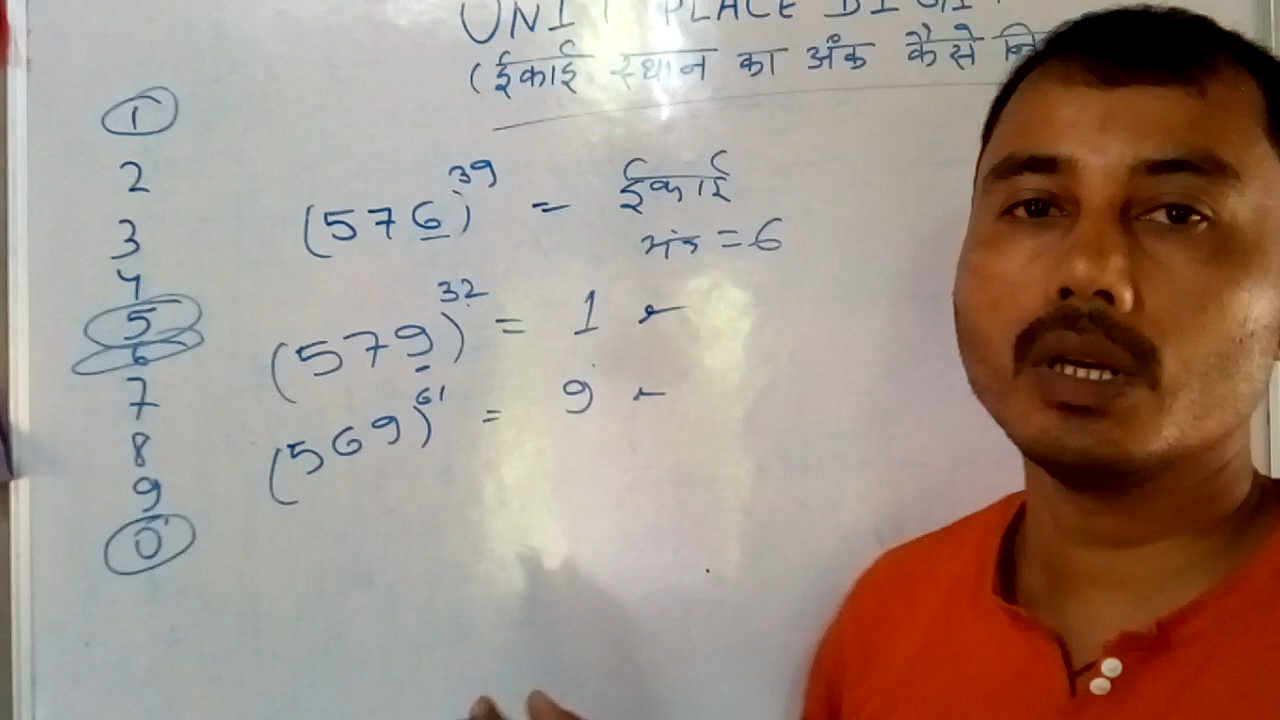 UNIT PLACE DIGI
(ईकाई स्थान का अंक कैसे नि
1
2
3
4
5
6
7
8
9
0
(576)³⁹ = ईकाई
अंक = 6
(579)³² = 1
(569)⁶¹ = 9